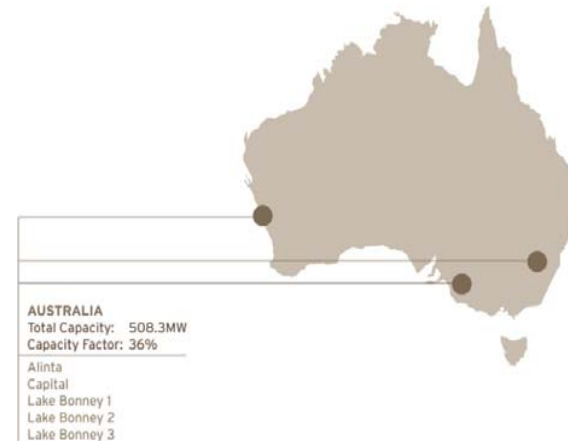 AUSTRALIA
Total Capacity: 508.3MW
Capacity Factor: 36%
Alinta
Capital
Lake Bonney 1
Lake Bonney 2
Lake Bonney 3